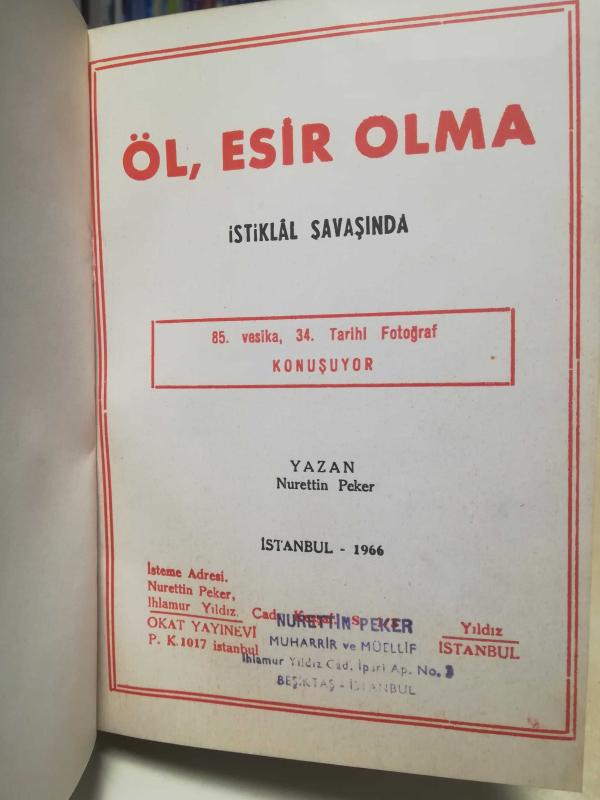 ÖL, ESİR OLMA
İSTİKLÂL SAVAŞINDA
85. vesika, 34. Tarihi Fotoğraf
KONUŞUYOR
YAZAN
Nurettin Peker
İSTANBUL - 1966
İsteme Adresi.
Nurettin Peker,
Ihlamur Yıldız. Cad. Yıldız
OKAT YAYINEVİ İSTANBUL
P. K.1017 istanbul
NURETTİN PEKER
MUHARRİR ve MÜELLİF
Ihlamur Yıldız Cad. İpari Ap. No. 3
BEŞİKTAŞ - İSTANBUL